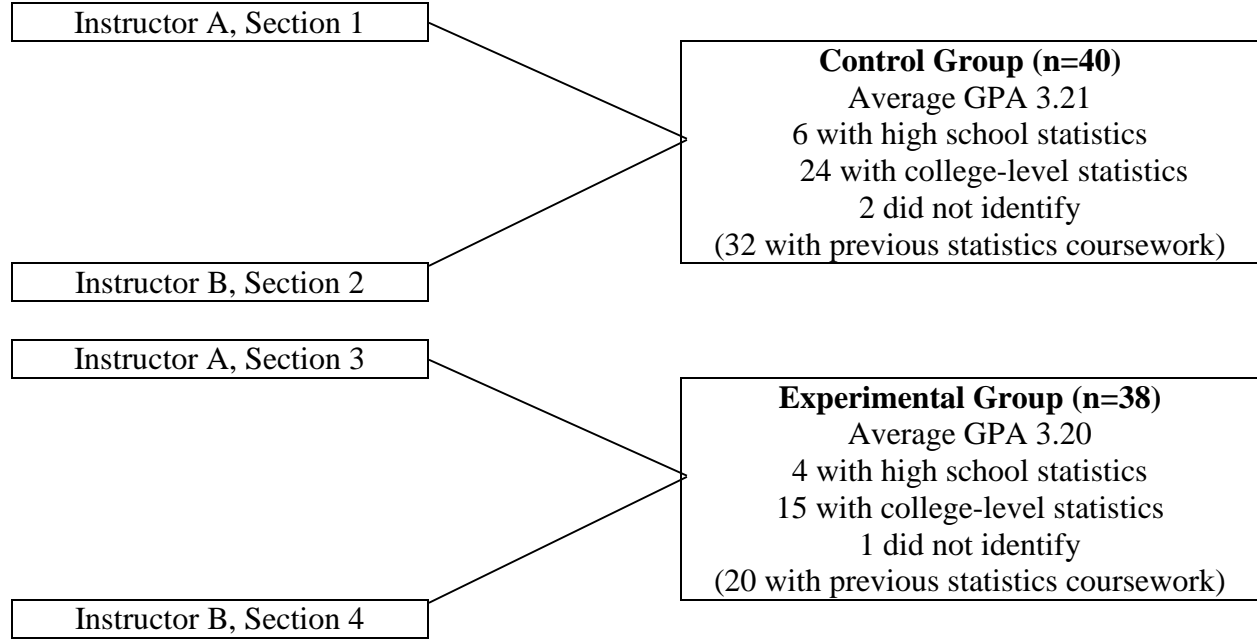 Instructor A, Section 1
Control Group (n=40)
Average GPA 3.21
6 with high school statistics
24 with college-level statistics
2 did not identify
(32 with previous statistics coursework)
Instructor B, Section 2
Instructor A, Section 3
Experimental Group (n=38)
Average GPA 3.20
4 with high school statistics
15 with college-level statistics
1 did not identify
(20 with previous statistics coursework)
Instructor B, Section 4